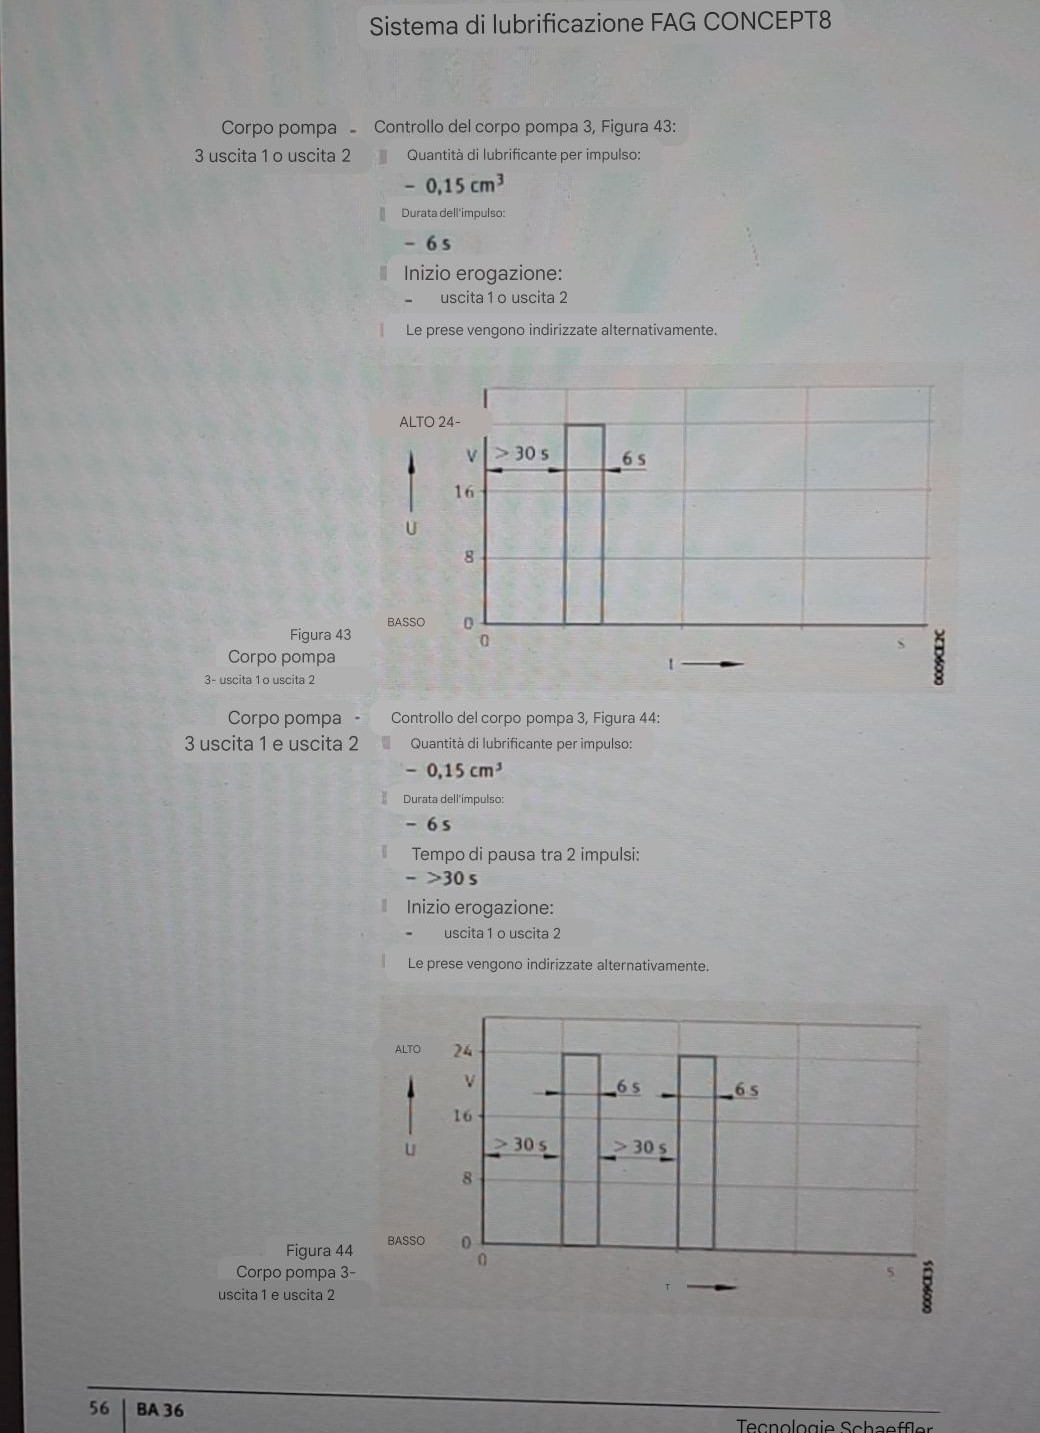 Sistema di lubrificazione FAG CONCEPT8
Corpo pompa -
3 uscita 1 o uscita 2
Controllo del corpo pompa 3, Figura 43:
Quantità di lubrificante per impulso:
– 0,15 cm³
Durata dell'impulso:
– 6 s
Inizio erogazione:
- uscita 1 o uscita 2
Le prese vengono indirizzate alternativamente.
ALTO 24-
V
> 30 s
6 s
16
U
8
BASSO
0
0
s
t
0009CE2C
Figura 43
Corpo pompa
3- uscita 1 o uscita 2
Corpo pompa -
3 uscita 1 e uscita 2
Controllo del corpo pompa 3, Figura 44:
Quantità di lubrificante per impulso:
– 0,15 cm³
Durata dell'impulso:
– 6 s
Tempo di pausa tra 2 impulsi:
– >30 s
Inizio erogazione:
- uscita 1 o uscita 2
Le prese vengono indirizzate alternativamente.
ALTO
24
V
6 s
6 s
16
U
> 30 s
> 30 s
8
BASSO
0
0
s
T
0009CE35
Figura 44
Corpo pompa 3-
uscita 1 e uscita 2
56 | BA 36
Tecnologie Schaeffler